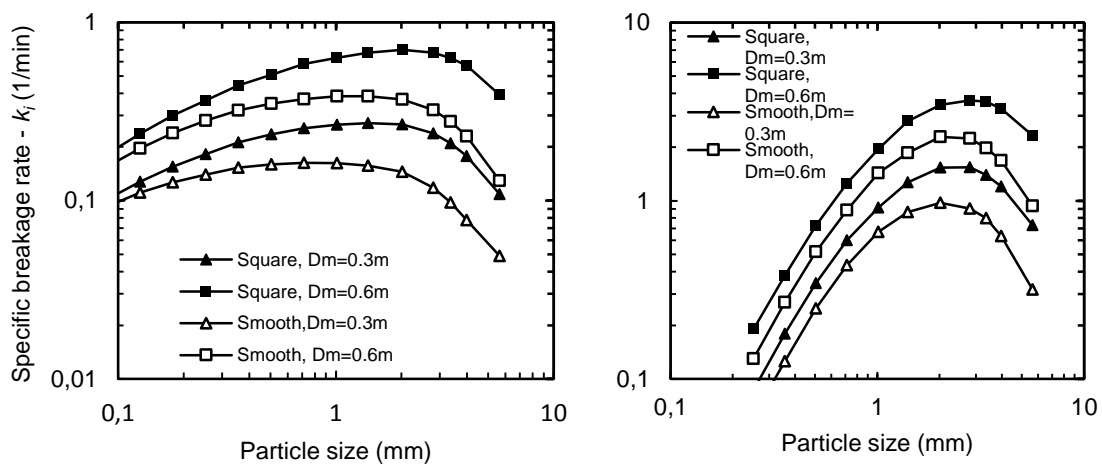 Specific breakage rate - ki (1/min)
1
0,1
0,01
0,1
1
10
Particle size (mm)
Square, Dm=0.3m
Square, Dm=0.6m
Smooth,Dm=0.3m
Smooth, Dm=0.6m
10
1
0,1
0,1
1
10
Particle size (mm)
Square,
Dm=0.3m
Square,
Dm=0.6m
Smooth,Dm=
0.3m
Smooth,
Dm=0.6m